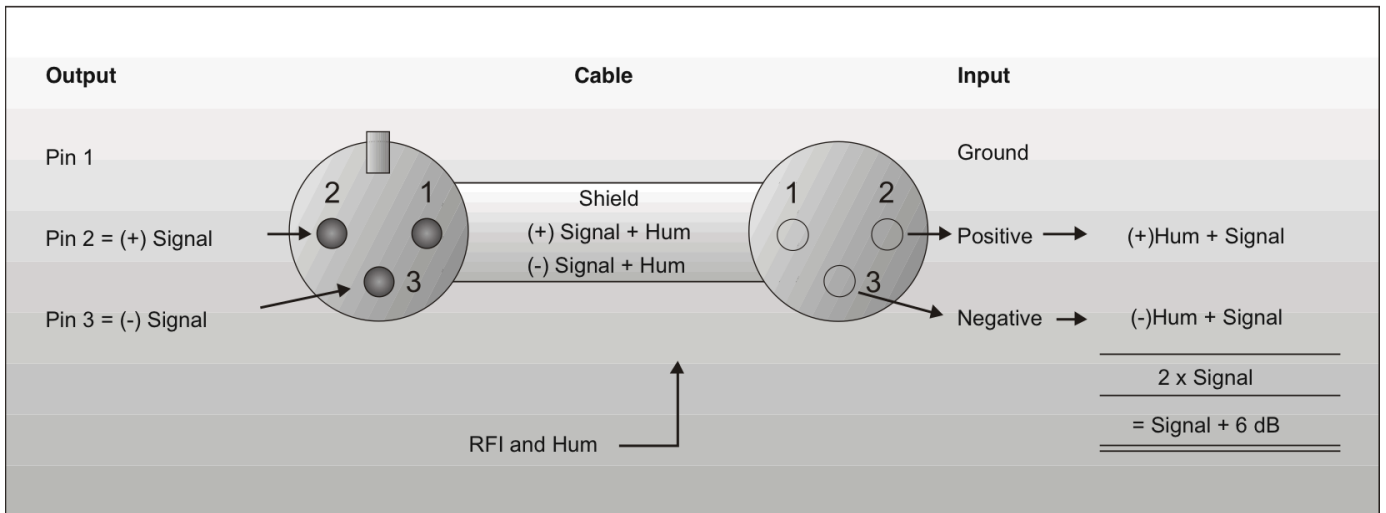 Output
Cable
Input
Pin 1
2
1
Shield
1
2
Ground
Pin 2 = (+) Signal
(+) Signal + Hum
Positive
(+)Hum + Signal
(-) Signal + Hum
3
3
Pin 3 = (-) Signal
Negative
(-)Hum + Signal
2 x Signal
= Signal + 6 dB
RFI and Hum